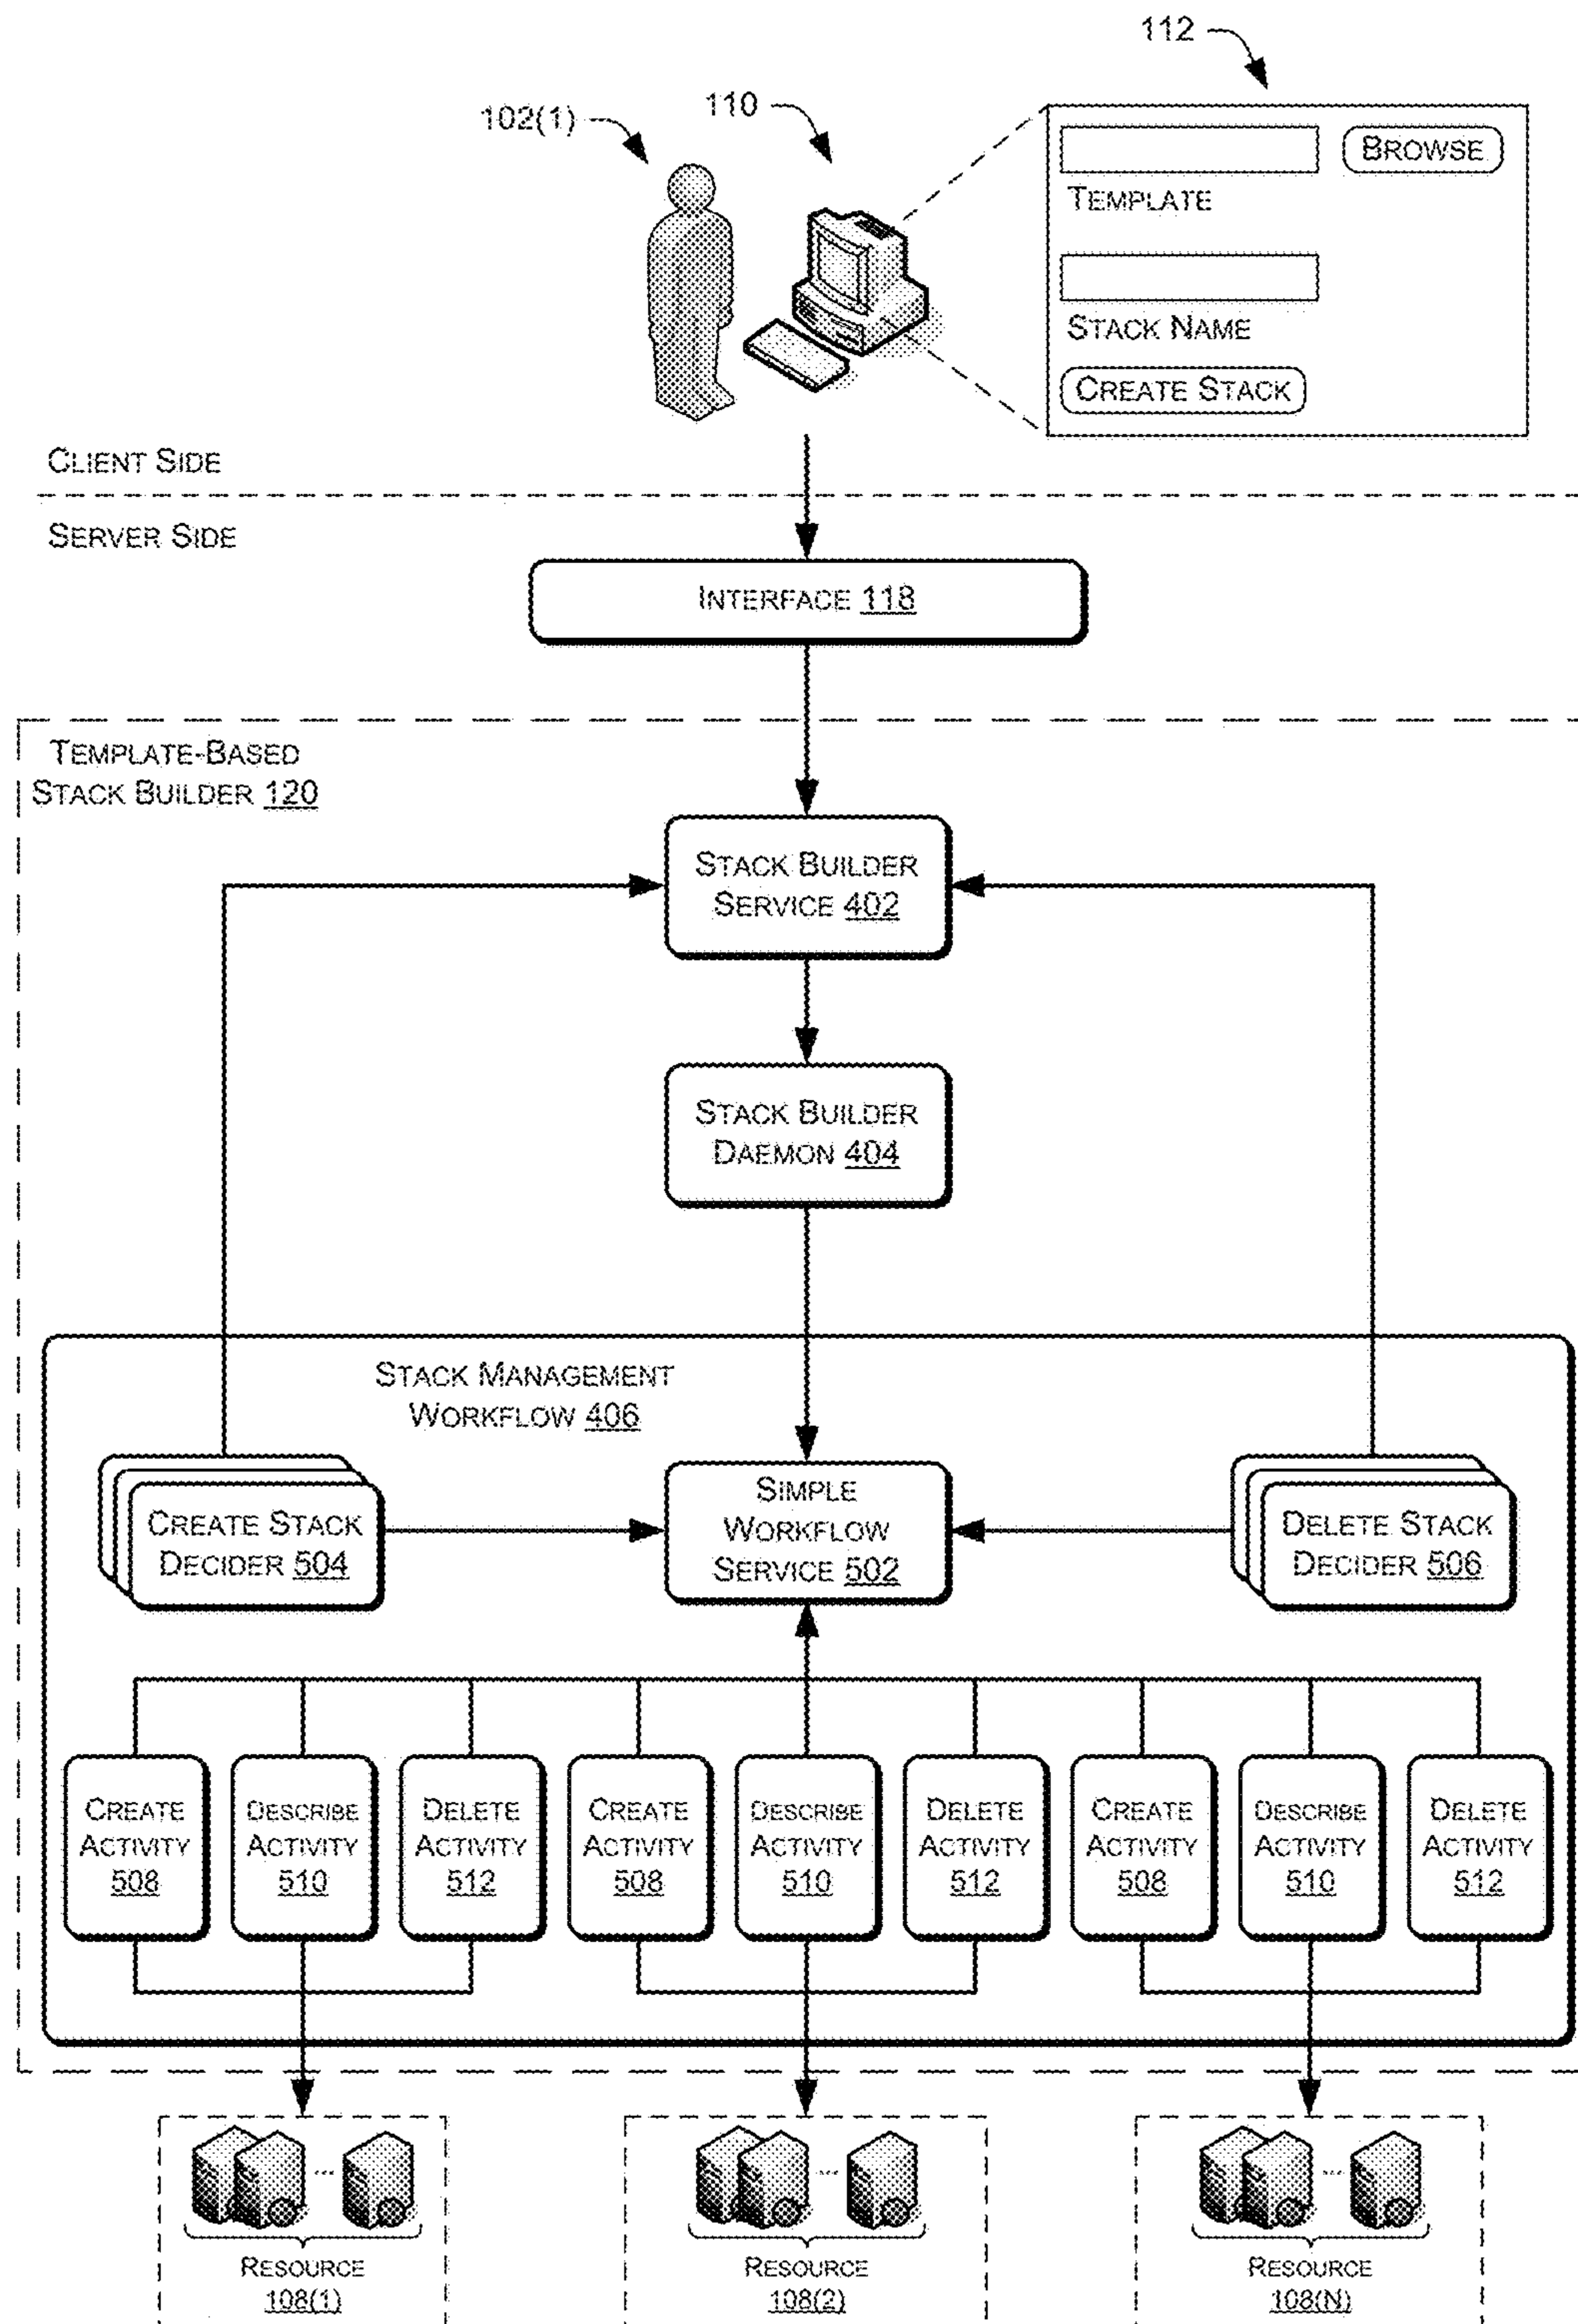 112
102(1)
110
BROWSE
TEMPLATE
STACK NAME
CREATE STACK
CLIENT SIDE
SERVER SIDE
INTERFACE 118
TEMPLATE-BASED
STACK BUILDER 120
STACK BUILDER
SERVICE 402
STACK BUILDER
DAEMON 404
STACK MANAGEMENT
WORKFLOW 406
CREATE STACK
DECIDER 504
SIMPLE
WORKFLOW
SERVICE 502
DELETE STACK
DECIDER 506
CREATE
ACTIVITY
508
DESCRIBE
ACTIVITY
510
DELETE
ACTIVITY
512
CREATE
ACTIVITY
508
DESCRIBE
ACTIVITY
510
DELETE
ACTIVITY
512
CREATE
ACTIVITY
508
DESCRIBE
ACTIVITY
510
DELETE
ACTIVITY
512
...
...
...
RESOURCE
108(1)
RESOURCE
108(2)
RESOURCE
108(N)